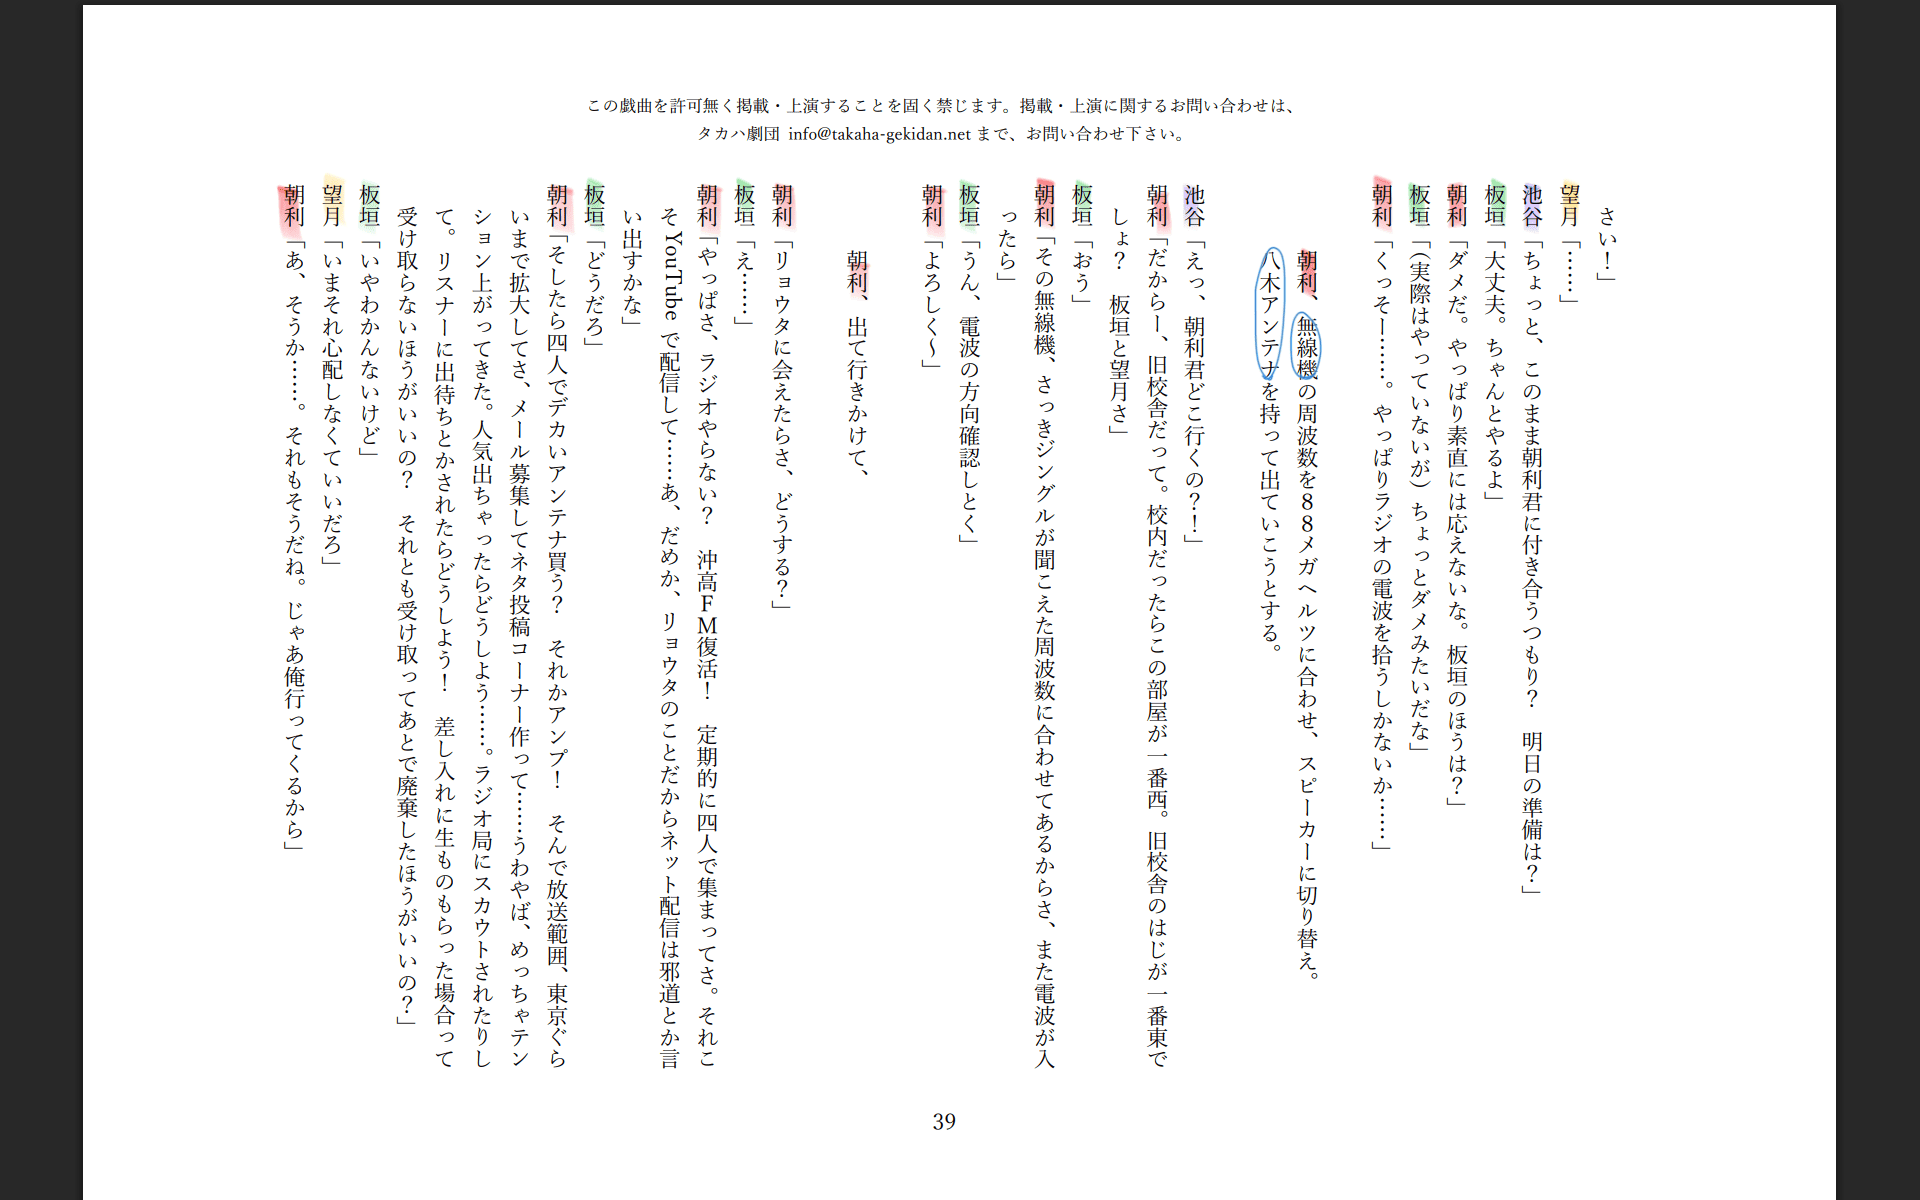 この戯曲を許可無く掲載・上演することを固く禁じます。掲載・上演に関するお問い合わせは、
タカハ劇団 info@takaha-gekidan.net まで、お問い合わせ下さい。
さい！」
望月「……」
池谷「ちょっと、このまま朝利君に付き合うつもり？　明日の準備は？」
板垣「大丈夫。ちゃんとやるよ」
朝利「ダメだ。やっぱり素直には応えないな。板垣のほうは？」
板垣「（実際はやっていないが）ちょっとダメみたいだな」
朝利「くっそー……。やっぱりラジオの電波を拾うしかないか……」
朝利、無線機の周波数を８８メガヘルツに合わせ、スピーカーに切り替え。
八木アンテナを持って出ていこうとする。
池谷「えっ、朝利君どこ行くの？！」
朝利「だからー、旧校舎だって。校内だったらこの部屋が一番西。旧校舎のはじが一番東で
しょ？　板垣と望月さ」
板垣「おう」
朝利「その無線機、さっきジングルが聞こえた周波数に合わせてあるからさ、また電波が入
ったら」
板垣「うん、電波の方向確認しとく」
朝利「よろしく～」
朝利、出て行きかけて、
朝利「リョウタに会えたらさ、どうする？」
板垣「え……」
朝利「やっぱさ、ラジオやらない？　沖高ＦＭ復活！　定期的に四人で集まってさ。それこ
そYouTubeで配信して……あ、だめか、リョウタのことだからネット配信は邪道とか言
い出すかな」
板垣「どうだろ」
朝利「そしたら四人でデカいアンテナ買う？　それかアンプ！　そんで放送範囲、東京ぐら
いまで拡大してさ、メール募集してネタ投稿コーナー作って……うわやば、めっちゃテン
ション上がってきた。人気出ちゃったらどうしよう……。ラジオ局にスカウトされたりし
て。リスナーに出待ちとかされたらどうしよう！　差し入れに生ものもらった場合って
受け取らないほうがいいの？　それとも受け取ってあとで廃棄したほうがいいの？」
板垣「いやわかんないけど」
望月「いまそれ心配しなくていいだろ」
朝利「あ、そうか……。それもそうだね。じゃあ俺行ってくるから」
39